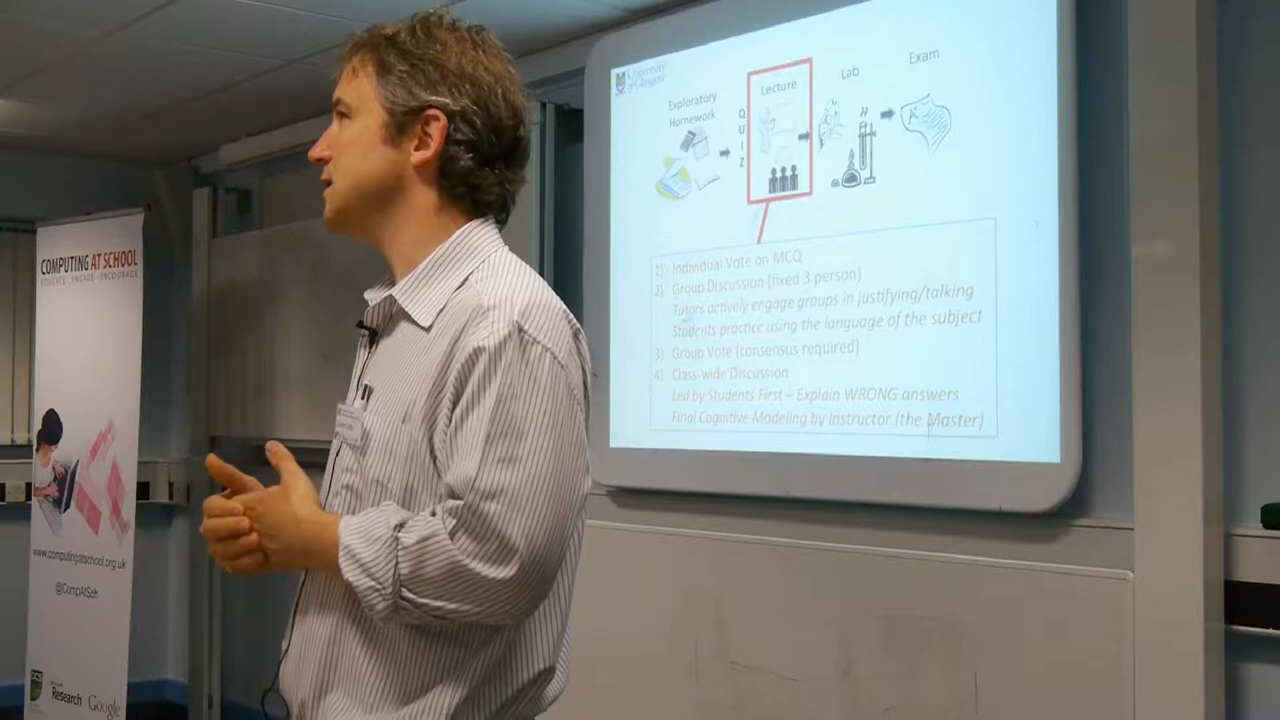 COMPUTING AT SCHOOL
EDUCATE · ENGAGE · ENCOURAGE
www.computingatschool.org.uk
@CompAtSch
Research
Google
University
of Glasgow
Exploratory
Homework
QUIZ
Lecture
Lab
Exam
1) Individual Vote on MCQ
2) Group Discussion (fixed 3 person)
Tutors actively engage groups in justifying/talking
Students practice using the language of the subject
3) Group Vote (consensus required)
4) Class-wide Discussion
Led by Students First – Explain WRONG answers
Final Cognitive Modeling by Instructor (the Master)